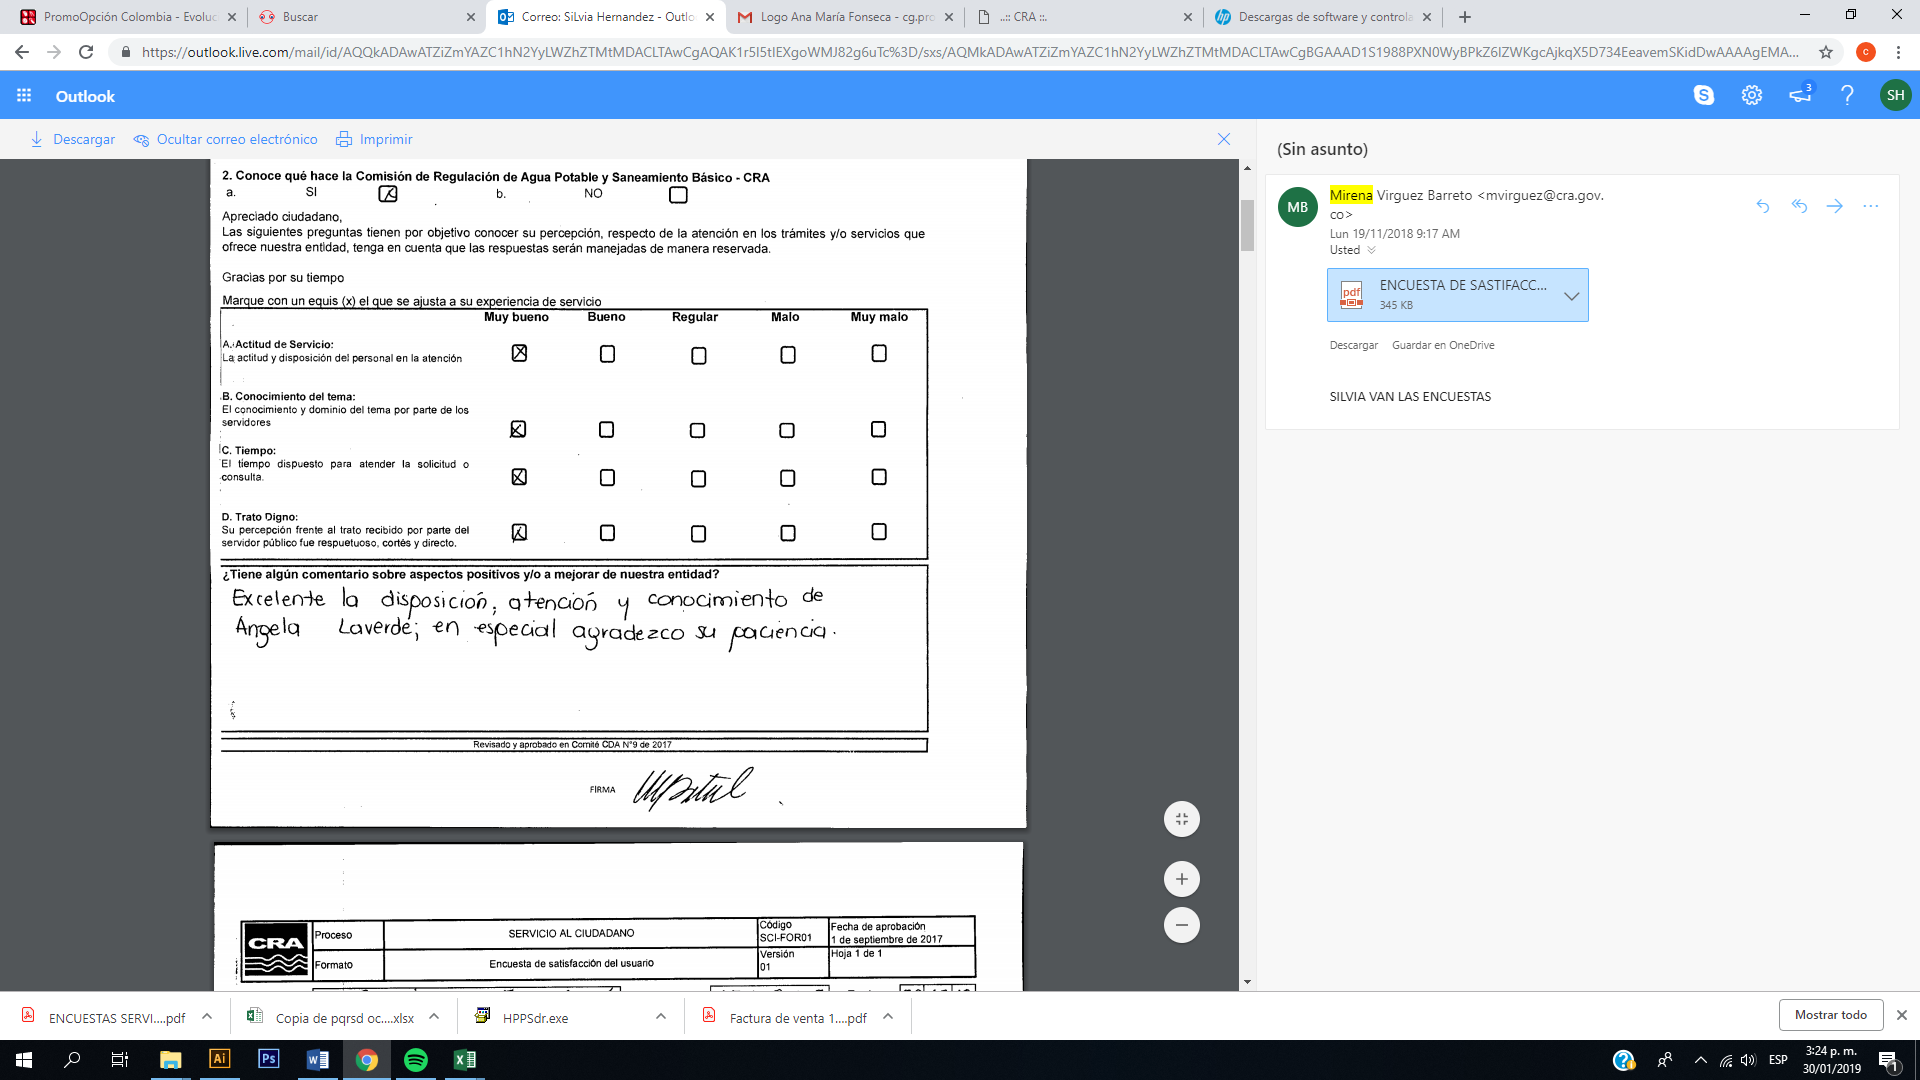 PromoOpción Colombia - Evoluc
Buscar
Correo: SiLvia Hernandez - Outlo
Logo Ana María Fonseca - cg.pro
..:: CRA ::.
Descargas de software y controla
Outlook
3
SH
Descargar
Ocultar correo electrónico
Imprimir
2. Conoce qué hace la Comisión de Regulación de Agua Potable y Saneamiento Básico - CRA
a. SI b. NO
Apreciado ciudadano,
Las siguientes preguntas tienen por objetivo conocer su percepción, respecto de la atención en los trámites y/o servicios que
ofrece nuestra entidad, tenga en cuenta que las respuestas serán manejadas de manera reservada.
Gracias por su tiempo
Marque con un equis (x) el que se ajusta a su experiencia de servicio
Muy bueno Bueno Regular Malo Muy malo
A. Actitud de Servicio:
La actitud y disposición del personal en la atención
B. Conocimiento del tema:
El conocimiento y dominio del tema por parte de los
servidores
C. Tiempo:
El tiempo dispuesto para atender la solicitud o
consulta.
D. Trato Digno:
Su percepción frente al trato recibido por parte del
servidor público fue respuetuoso, cortés y directo.
¿Tiene algún comentario sobre aspectos positivos y/o a mejorar de nuestra entidad?
Excelente la disposición, atención y conocimiento de
Angela Laverde; en especial agradezco su paciencia.
Revisado y aprobado en Comité CDA N°9 de 2017
FIRMA
CRA
Proceso
SERVICIO AL CIUDADANO
Código
SCI-FOR01
Fecha de aprobación
1 de septiembre de 2017
Formato
Encuesta de satisfacción del usuario
Versión
01
Hoja 1 de 1
(Sin asunto)
MB
Mirena Virguez Barreto <mvirguez@cra.gov.
co>
Lun 19/11/2018 9:17 AM
Usted
pdf
ENCUESTA DE SASTIFACC...
345 KB
Descargar Guardar en OneDrive
SILVIA VAN LAS ENCUESTAS
ENCUESTAS SERVI....pdf
Copia de pqrsd oc....xlsx
HPPSdr.exe
Factura de venta 1....pdf
Mostrar todo
Ai
Ps
ESP
3:24 p. m.
30/01/2019
1